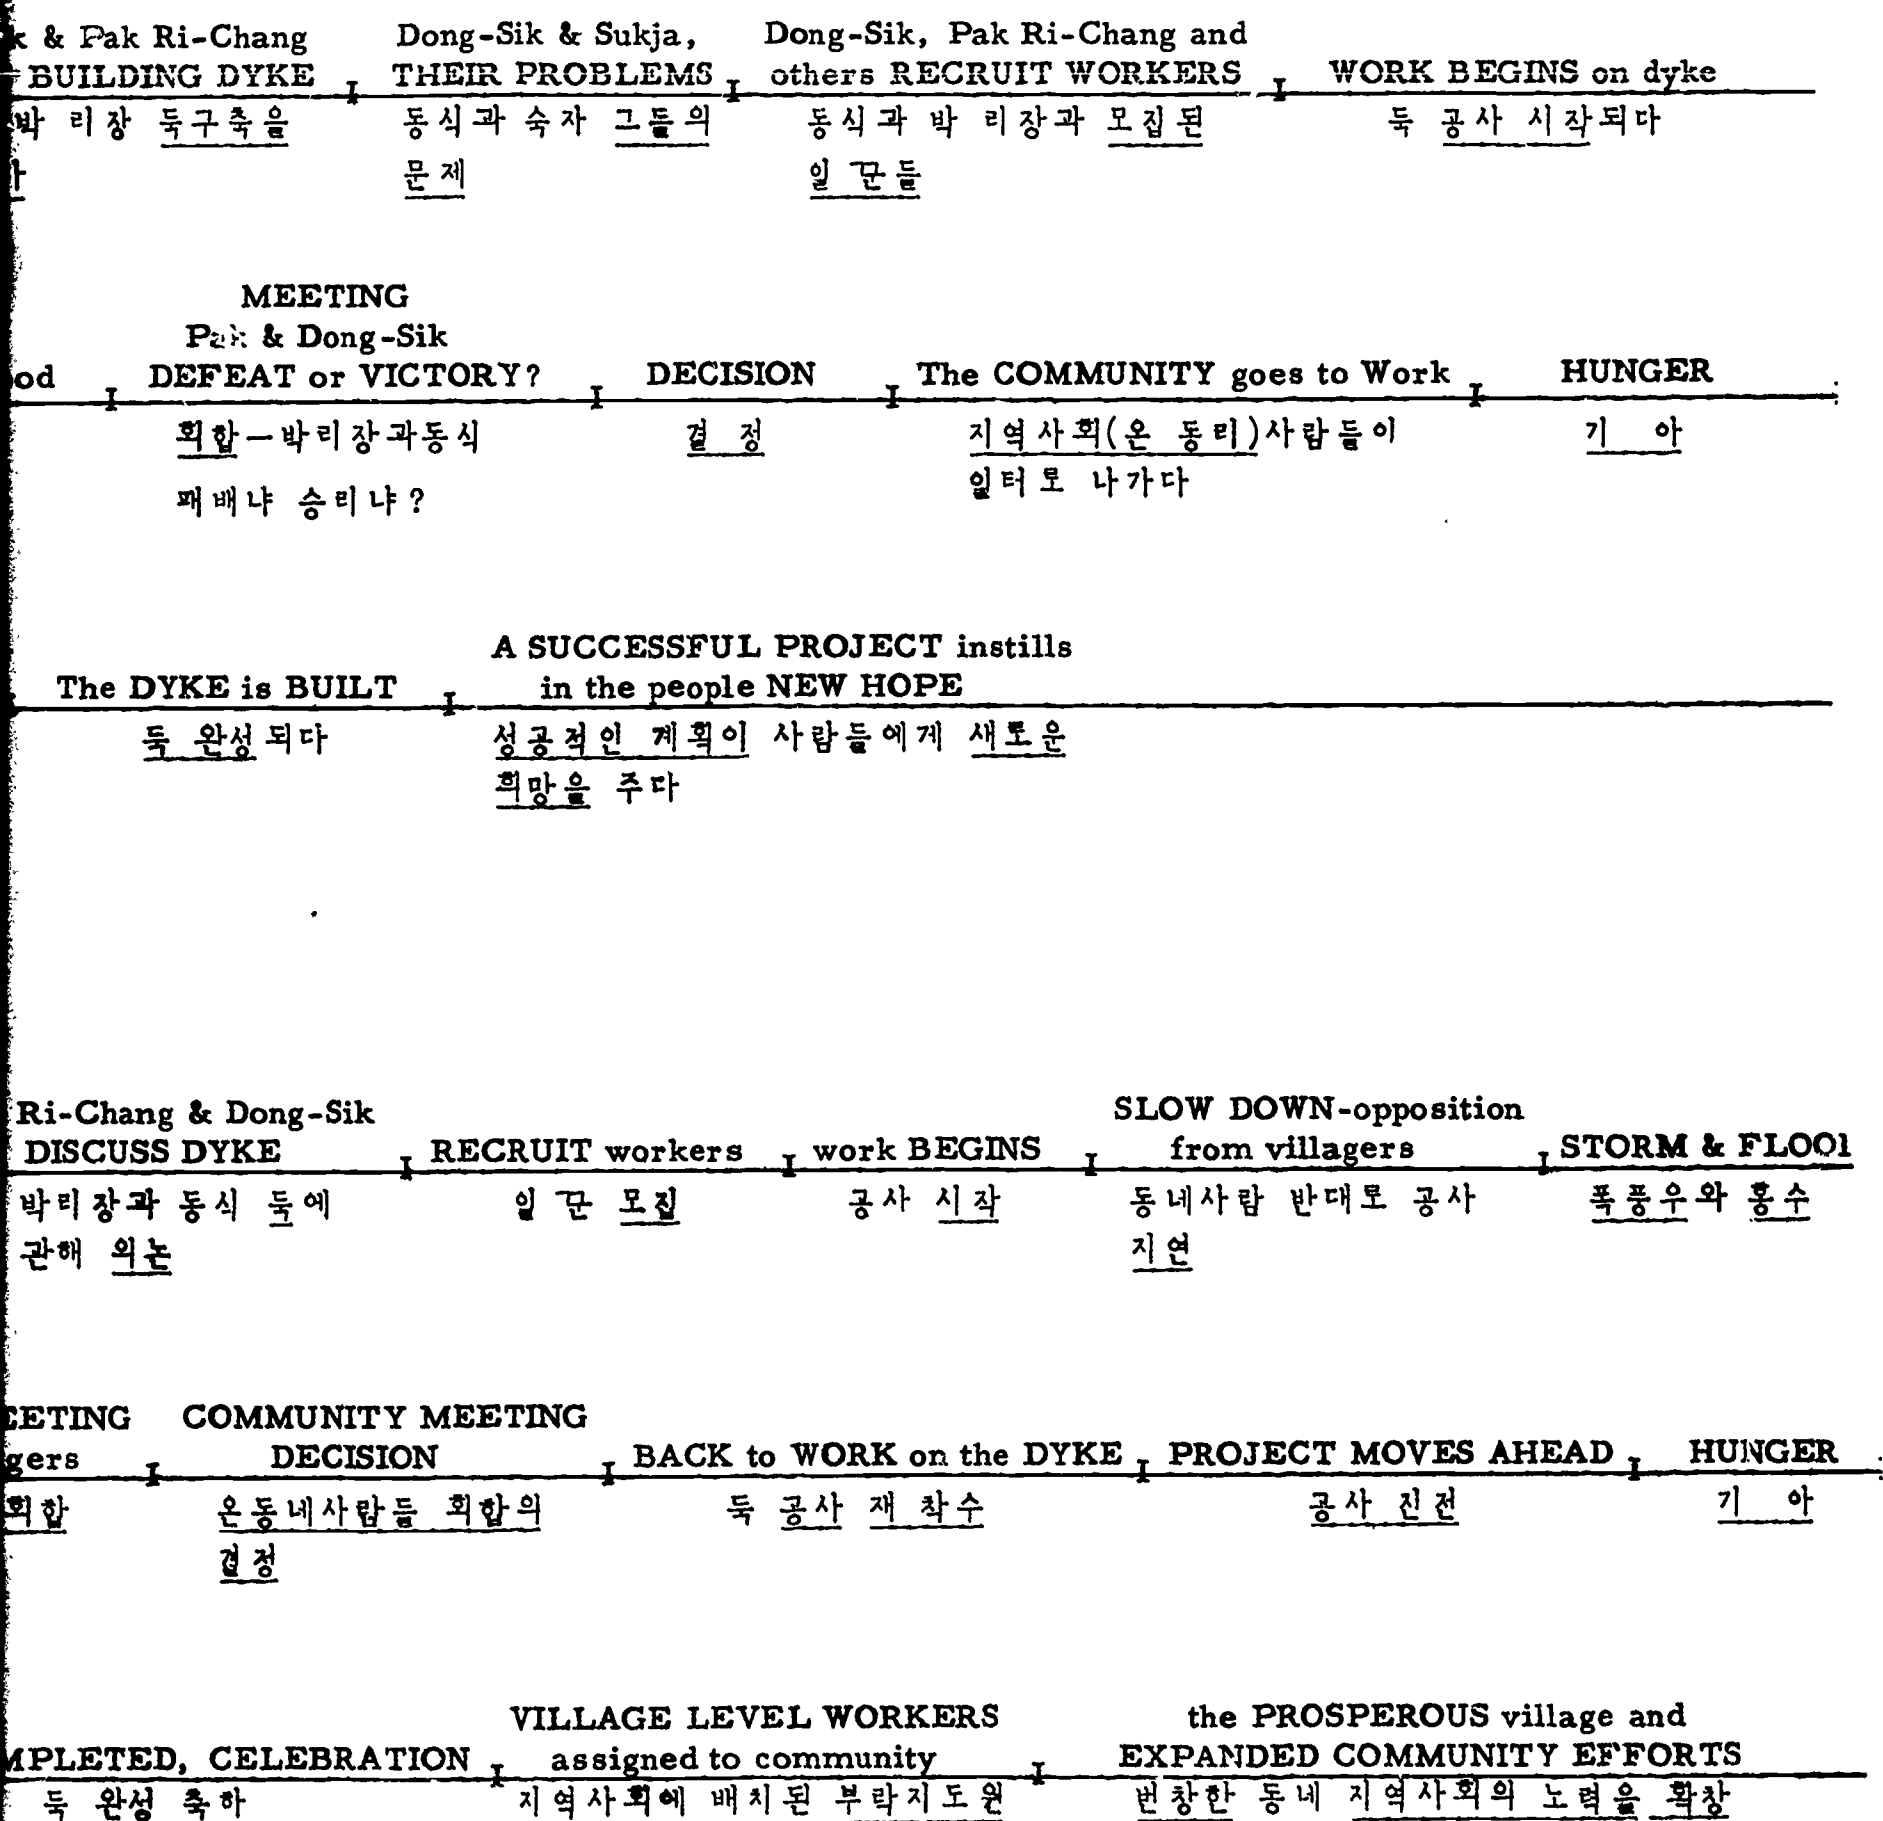 & Pak Ri-Chang
BUILDING DYKE
박 리장 둑구축을
Dong-Sik & Sukja,
THEIR PROBLEMS
동식과 숙자 그들의
문제
Dong-Sik, Pak Ri-Chang and
others RECRUIT WORKERS
동식과 박 리장과 모집된
일 꾼들
WORK BEGINS on dyke
둑 공사 시작되다
MEETING
Pak & Dong-Sik
DEFEAT or VICTORY?
회합—박리장과동식
패배냐 승리냐?
DECISION
결 정
The COMMUNITY goes to Work
지역사회(온 동리)사람들이
일터로 나가다
HUNGER
기 아
The DYKE is BUILT
둑 완성되다
A SUCCESSFUL PROJECT instills
in the people NEW HOPE
성공적인 계획이 사람들에게 새로운
희망을 주다
Ri-Chang & Dong-Sik
DISCUSS DYKE
박리장과 동식 둑에
관해 의논
RECRUIT workers
일 꾼 모집
work BEGINS
공사 시작
SLOW DOWN-opposition
from villagers
동네사람 반대로 공사
지연
STORM &
폭풍우와 홍수
회합
COMMUNITY MEETING
DECISION
온동네사람들 회합의
결정
BACK to WORK on the DYKE
둑 공사 재 착수
PROJECT MOVES AHEAD
공사 진전
HUNGER
기 아
MPLETED, CELEBRATION
둑 완성 축하
VILLAGE LEVEL WORKERS
assigned to community
지역사회에 배치된 부락지도원
the PROSPEROUS village and
EXPANDED COMMUNITY EFFORTS
번창한 동네 지역사회의 노력을 확장